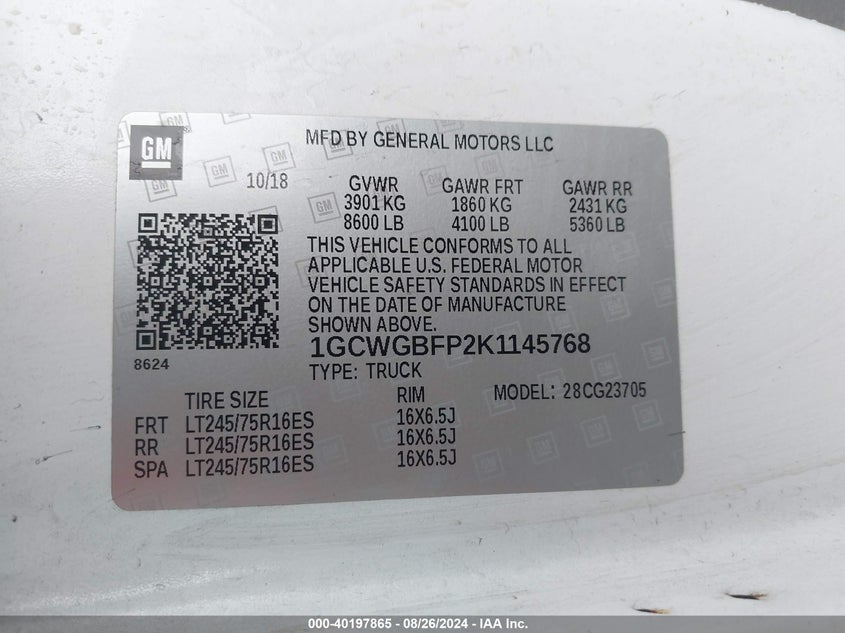 GM
MFD BY GENERAL MOTORS LLC
10/18
GVWR GAWR FRT GAWR RR
3901 KG 1860 KG 2431 KG
8600 LB 4100 LB 5360 LB
THIS VEHICLE CONFORMS TO ALL
APPLICABLE U.S. FEDERAL MOTOR
VEHICLE SAFETY STANDARDS IN EFFECT
ON THE DATE OF MANUFACTURE
SHOWN ABOVE.
8624
1GCWGBFP2K1145768
TYPE: TRUCK
TIRE SIZE RIM MODEL: 28CG23705
FRT LT245/75R16ES 16X6.5J
RR LT245/75R16ES 16X6.5J
SPA LT245/75R16ES 16X6.5J
000-40197865 - 08/26/2024 - IAA Inc.